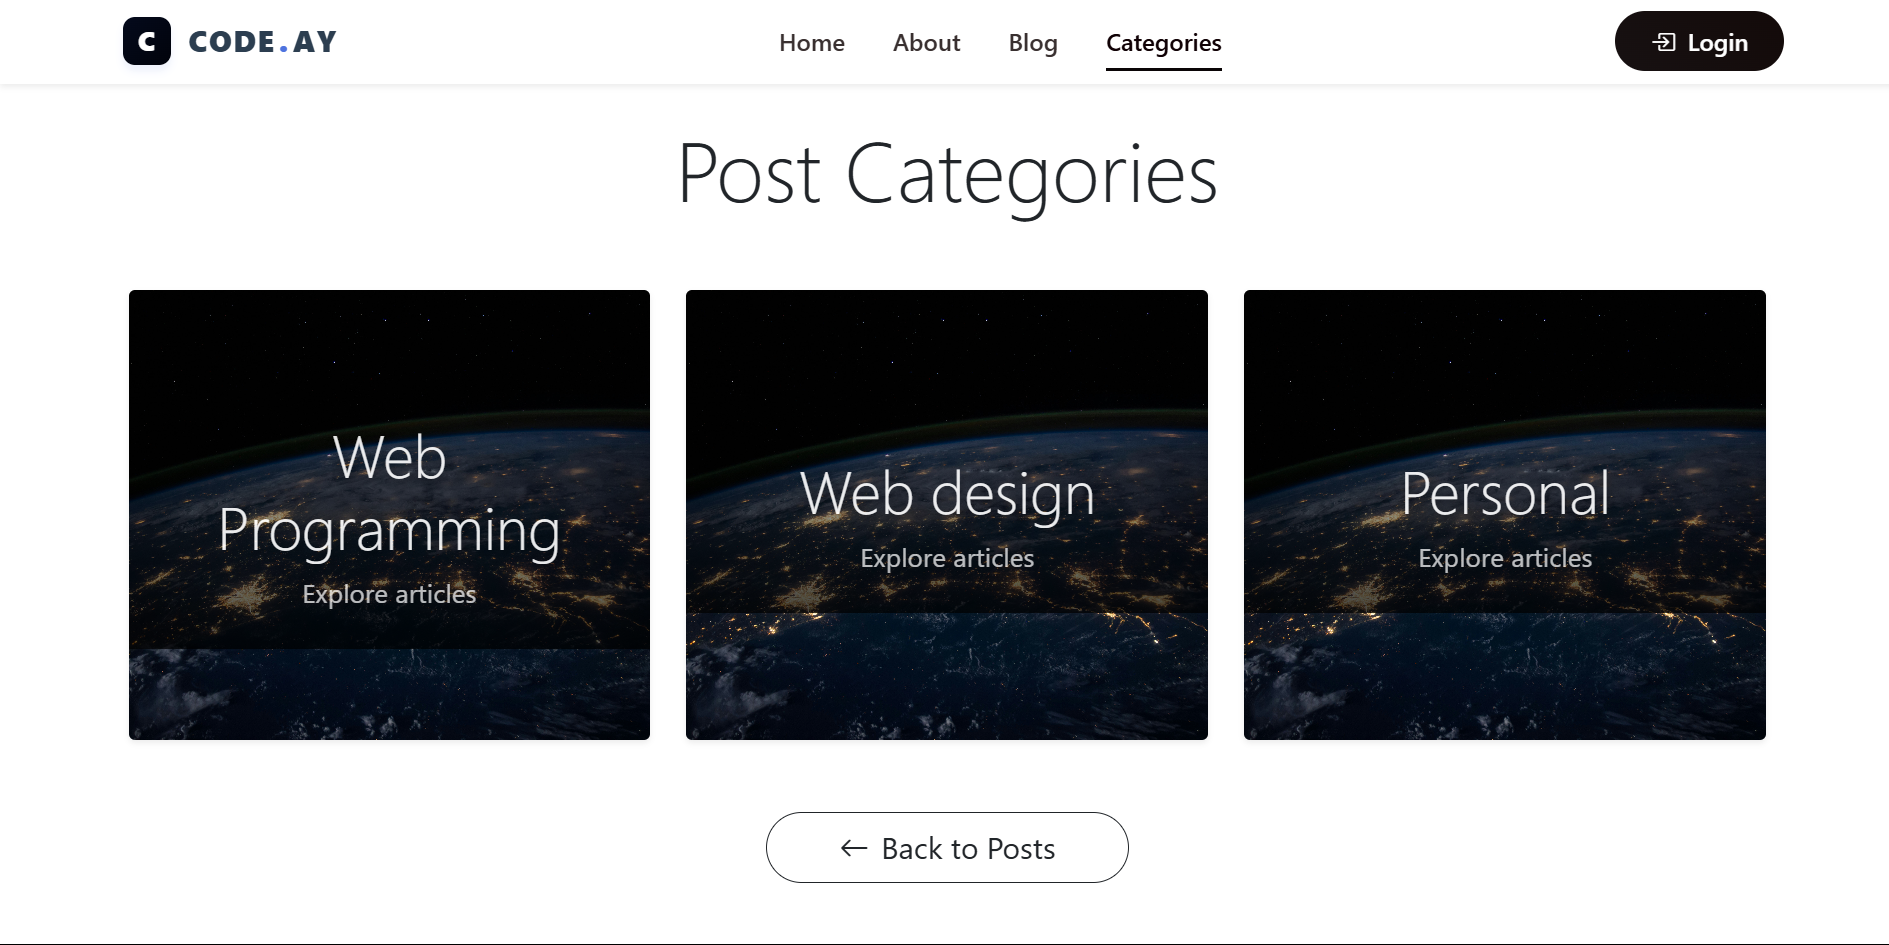 C CODE.AY
Home About Blog Categories
Login
Post Categories
Web
Programming
Explore articles
Web design
Explore articles
Personal
Explore articles
← Back to Posts